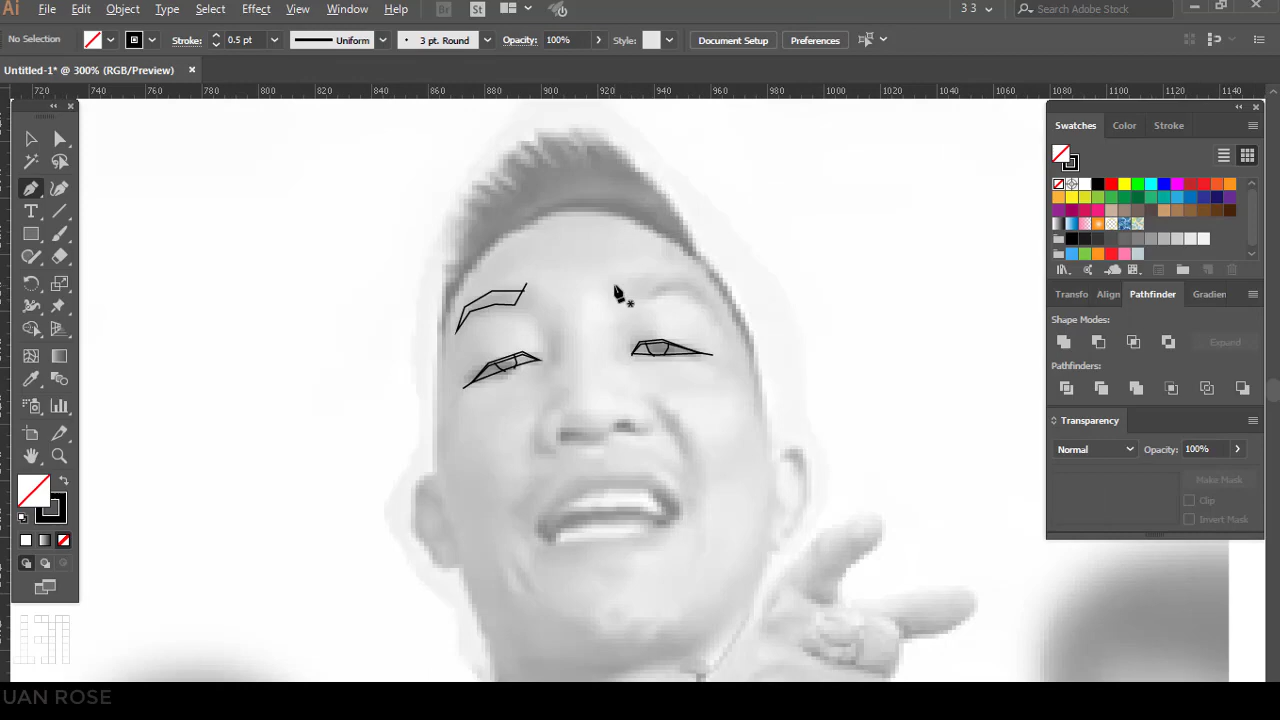 Ai File Edit Object Type Select Effect View Window Help Br St 3 3 Search Adobe Stock
No Selection Stroke: 0.5 pt Uniform 3 pt. Round Opacity: 100% Style: Document Setup Preferences
Untitled-1* @ 300% (RGB/Preview)
720 740 760 780 800 820 840 860 880 900 920 940 960 980 1000 1020 1040 1060 1080 1100 1120 1140
Swatches Color Stroke
Transfo Align Pathfinder Gradien
Shape Modes:
Expand
Pathfinders:
Transparency
Normal Opacity: 100%
Make Mask
Clip
Invert Mask
UAN ROSE